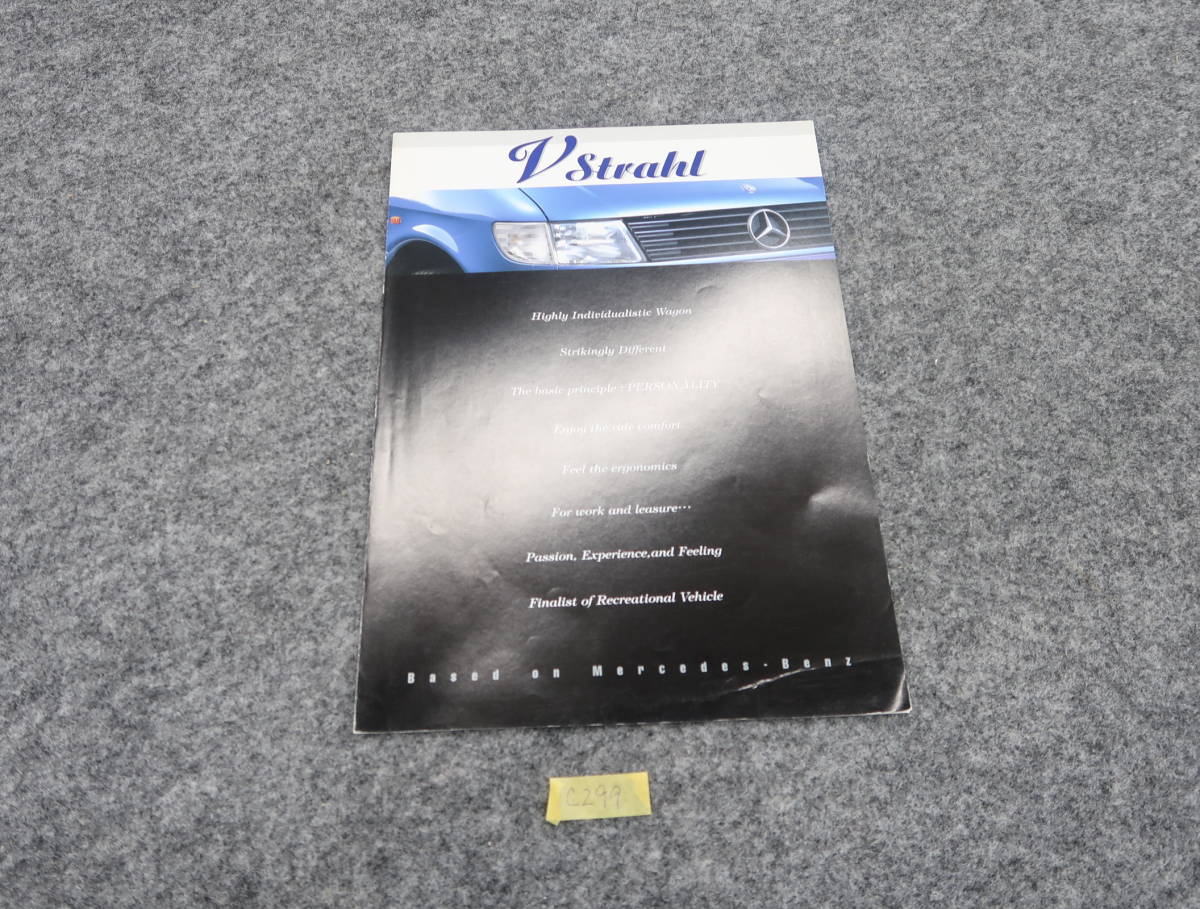 V Strahl
Highly Individualistic Wagon
Strikingly Different
The basic principle : PERSONALITY
Enjoy the ride comfort
Feel the ergonomics
For work and leasure…
Passion, Experience,and Feeling
Finalist of Recreational Vehicle
Based on Mercedes-Benz
C299